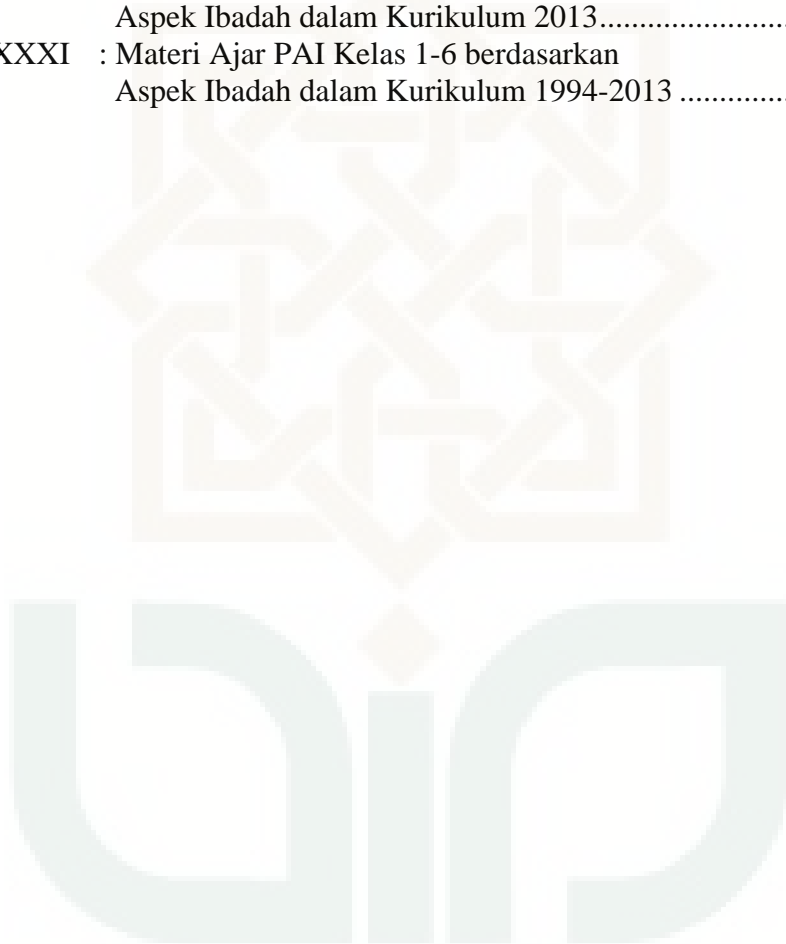 Aspek Ibadah dalam Kurikulum 2013.......................
XXXI : Materi Ajar PAI Kelas 1-6 berdasarkan
Aspek Ibadah dalam Kurikulum 1994-2013 .............